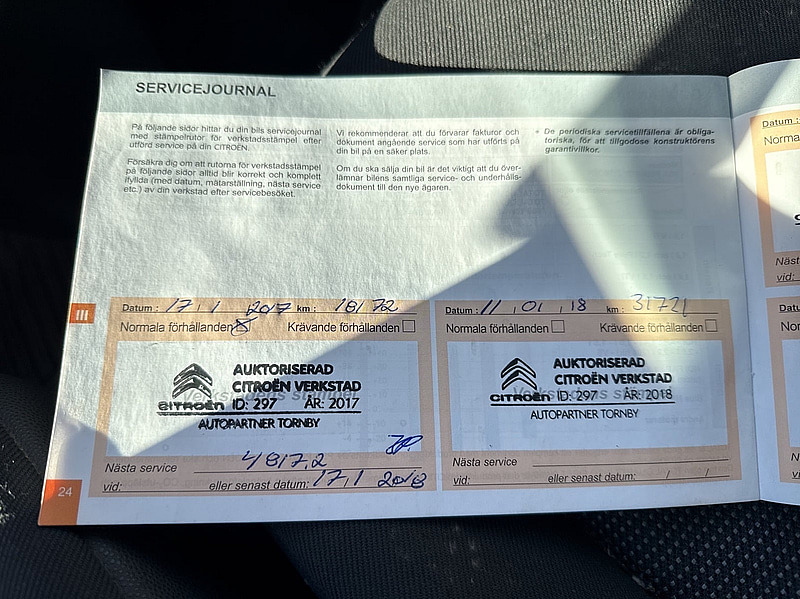 SERVICEJOURNAL
På följande sidor hittar du din bils servicejournal
med stämpelrutor för verkstadsstämpel efter
utförd service på din CITROËN.
Försäkra dig om att rutorna för verkstadsstämpel
på följande sidor alltid blir korrekt och komplett
ifyllda (med datum, mätarställning, nästa service
etc.) av din verkstad efter servicebesöket.
Vi rekommenderar att du förvarar fakturor och
dokument angående service som har utförts på
din bil på en säker plats.
Om du ska sälja din bil är det viktigt att du över-
lämnar bilens samtliga service- och underhålls-
dokument till den nye ägaren.
• De periodiska servicetillfällena är obliga-
toriska, för att tillgodose konstruktörens
garantivillkor.
III
Datum : 17 / 1 2017 km : 18172
Normala förhållanden Krävande förhållanden
AUKTORISERAD
CITROËN VERKSTAD
CITROËN ID: 297 ÅR: 2017
AUTOPARTNER TORNBY
Nästa service 48172
vid: eller senast datum: 17 / 1 2018
Datum : 11 / 01 / 18 km : 31721
Normala förhållanden Krävande förhållanden
AUKTORISERAD
CITROËN VERKSTAD
CITROËN ID: 297 ÅR: 2018
AUTOPARTNER TORNBY
Nästa service
vid: eller senast datum: / /
24
Datum :
Norma
Näst
vid:
Datu
No
N
v